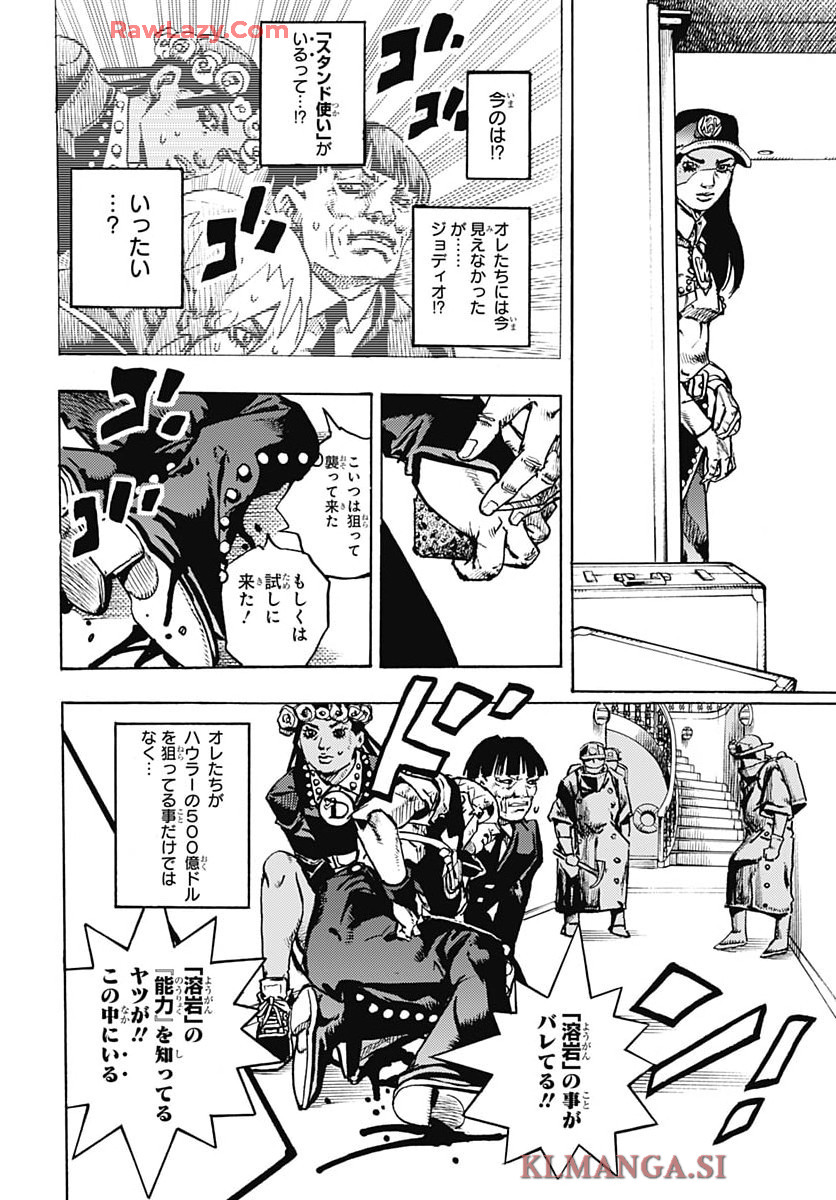 RawLazy.Com
今のは!?
オレたちには今
見えなかった
が……
ジョディオ!?
「スタンド使い」が
いるって…!?
いったい
…?
ゴゴ
こいつは狙って
襲って来た
もしくは
試しに
来た!
ゴゴ
ド
オレたちが
ハウラーの500億ドル
を狙ってる事だけでは
なく…
「溶岩」の事が
バレてる!!
「溶岩」の
『能力』を知ってる
ヤツが!!
この中にいる
KLMANGA.SI